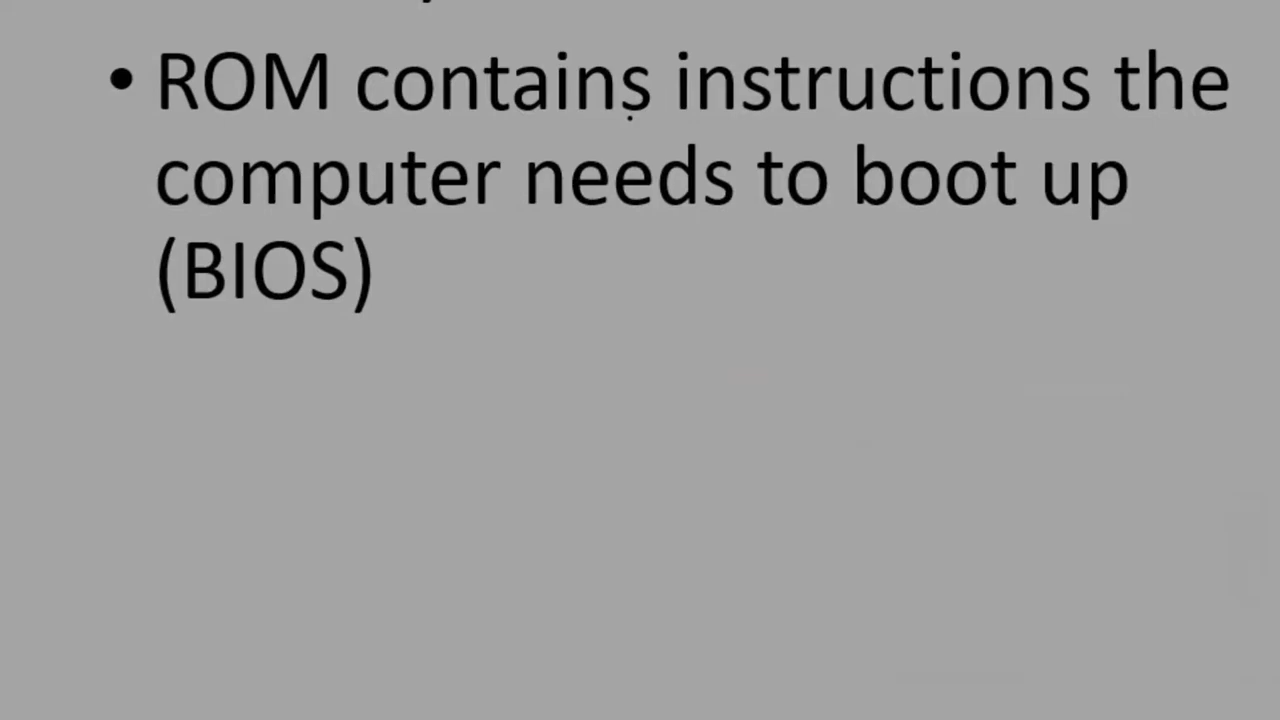 • ROM contains instructions the
computer needs to boot up
(BIOS)